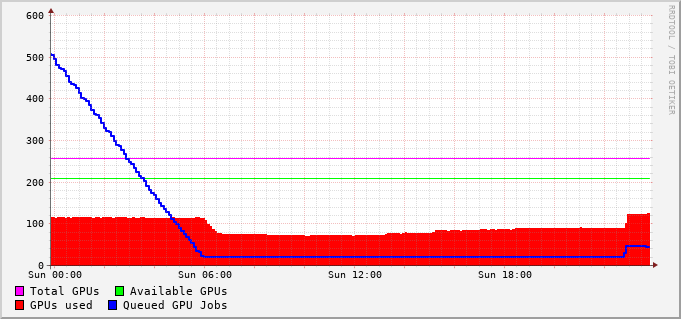 600
500
400
300
200
100
0
Sun 00:00 Sun 06:00 Sun 12:00 Sun 18:00
Total GPUs Available GPUs
GPUs used Queued GPU Jobs
RRDTOOL / TOBI OETIKER